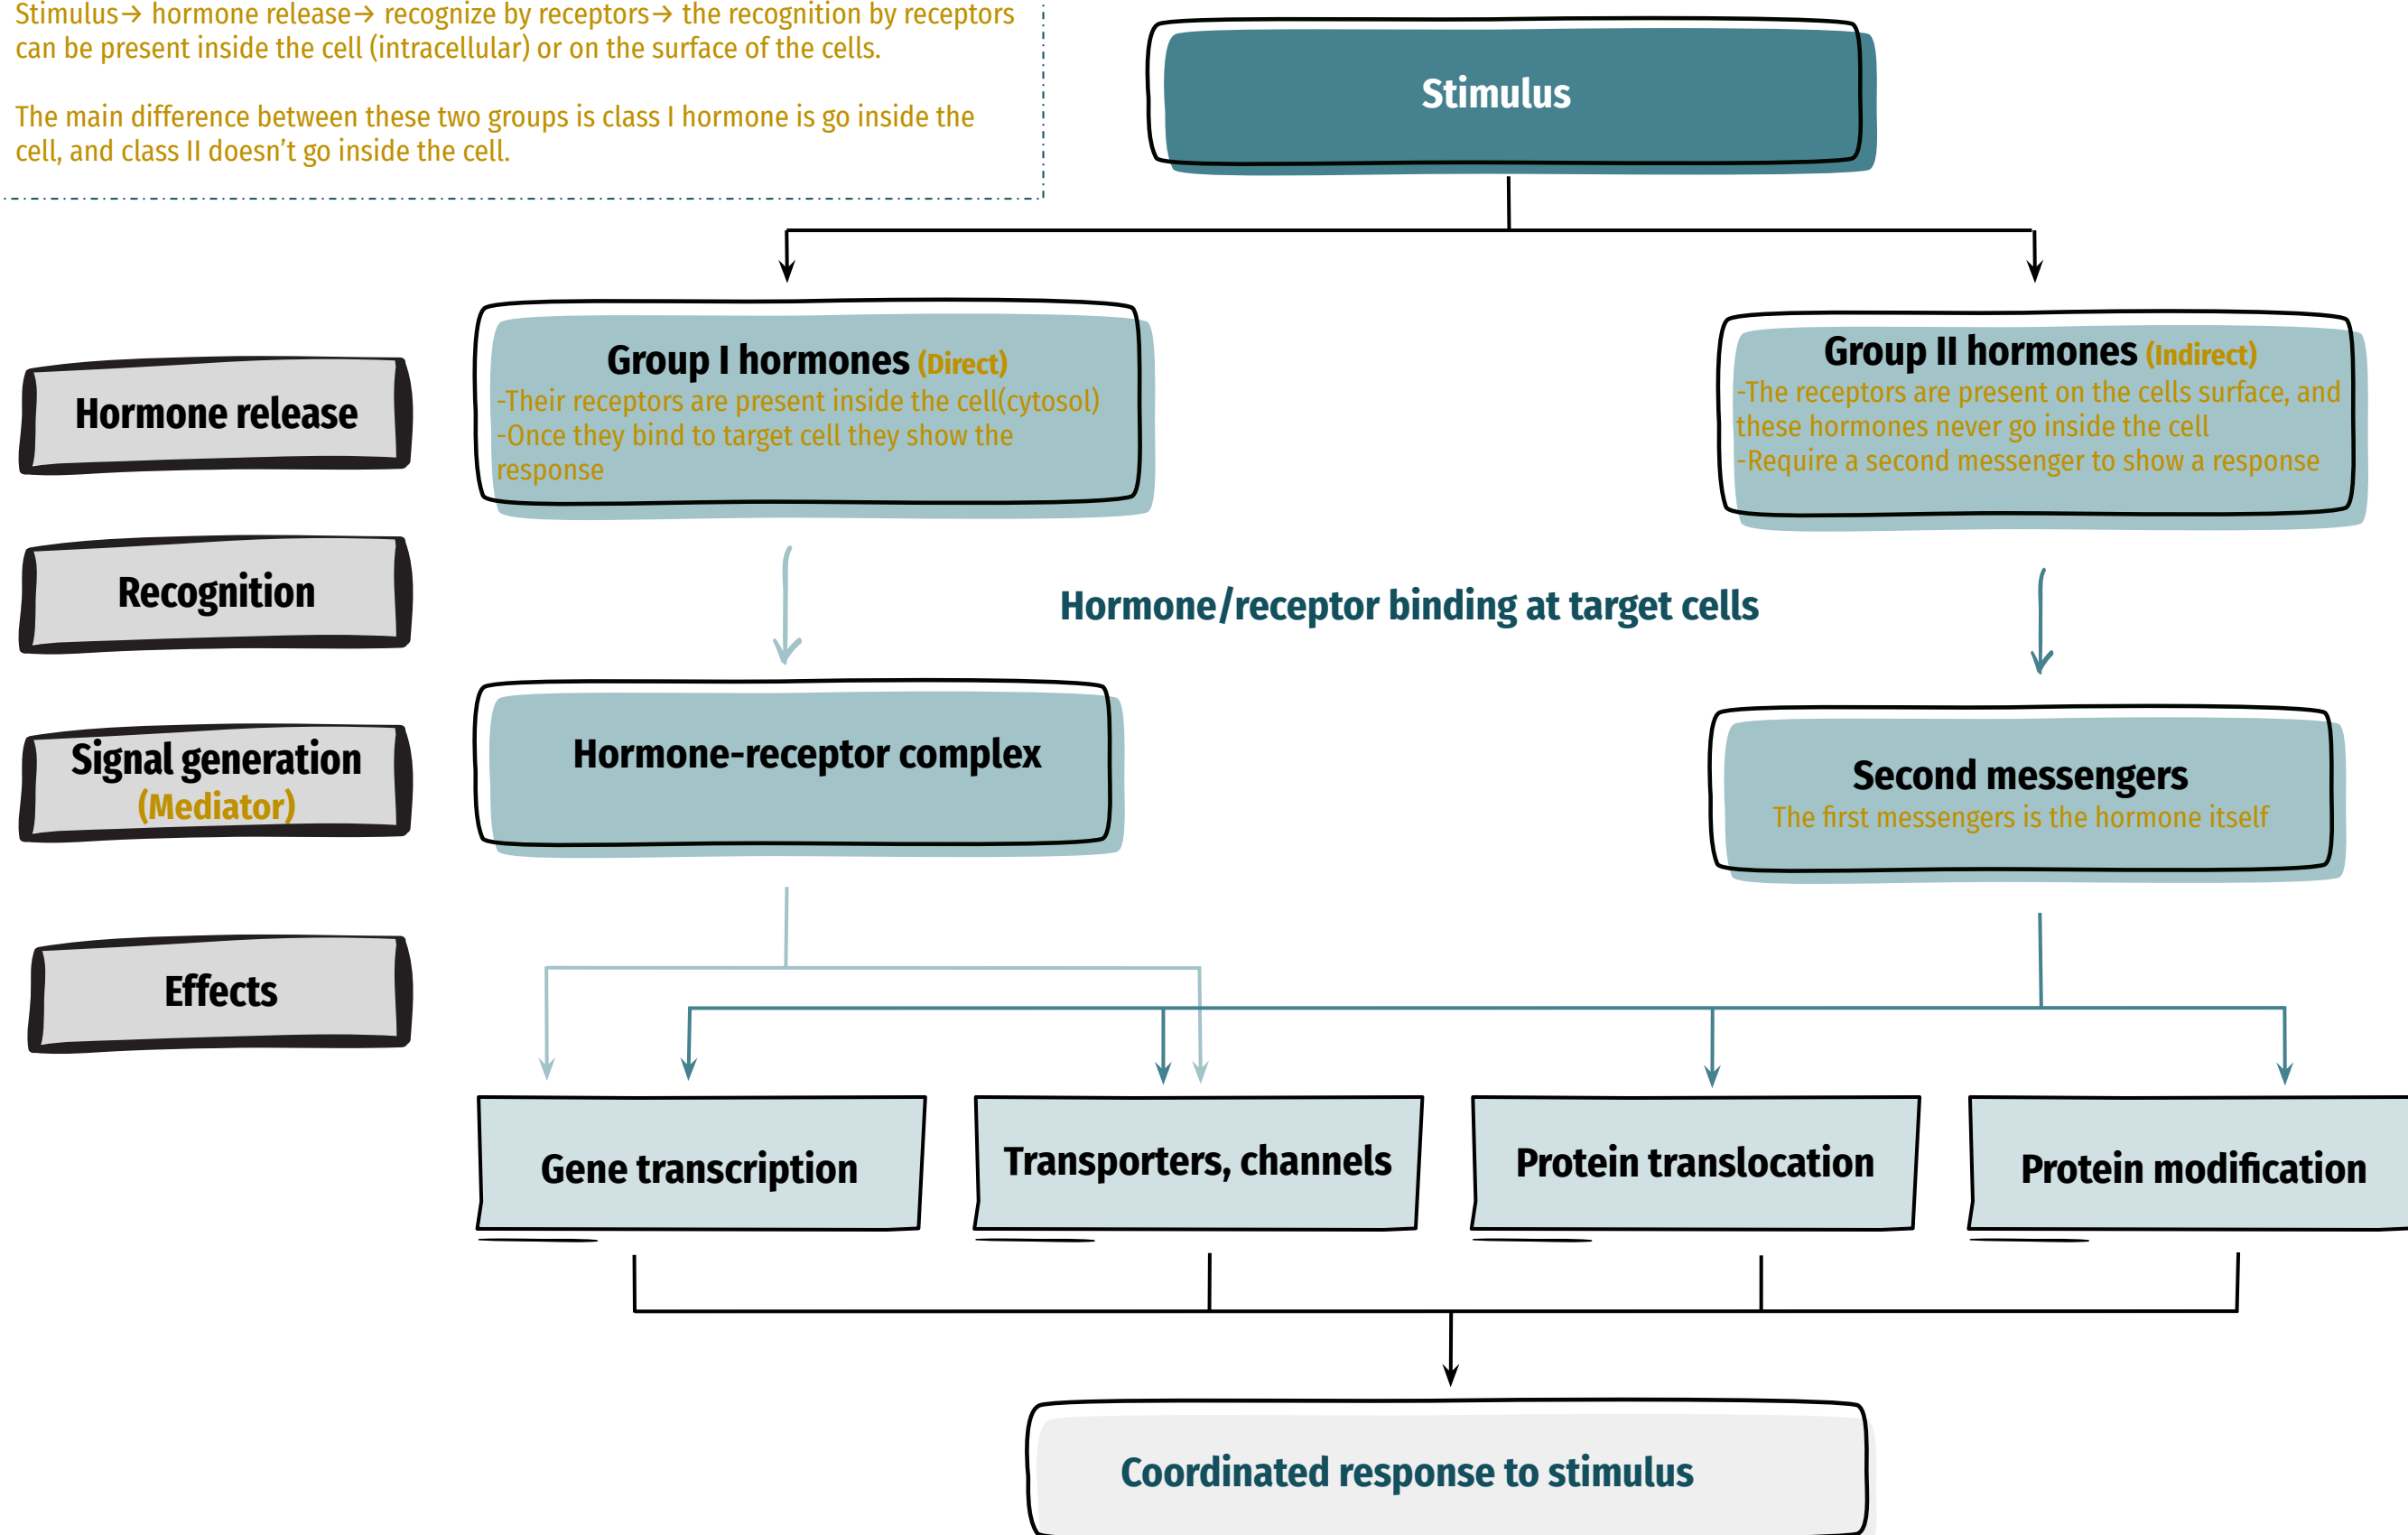 Stimulus→ hormone release→ recognize by receptors→ the recognition by receptors
can be present inside the cell (intracellular) or on the surface of the cells.
The main difference between these two groups is class I hormone is go inside the
cell, and class II doesn’t go inside the cell.
Stimulus
Hormone release
Group I hormones (Direct)
-Their receptors are present inside the cell(cytosol)
-Once they bind to target cell they show the
response
Group II hormones (Indirect)
-The receptors are present on the cells surface, and
these hormones never go inside the cell
-Require a second messenger to show a response
Recognition
Hormone/receptor binding at target cells
Signal generation
(Mediator)
Hormone-receptor complex
Second messengers
The first messengers is the hormone itself
Effects
Gene transcription
Transporters, channels
Protein translocation
Protein modification
Coordinated response to stimulus